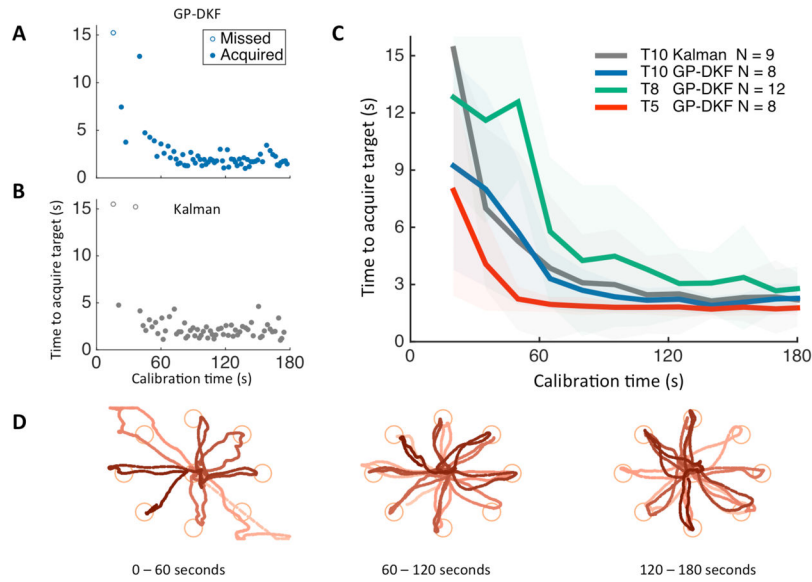 GP-DKF
A
Missed
Acquired
15
10
5
0
B
Kalman
15
10
5
0
Time to acquire target (s)
0
60
120
180
Calibration time (s)
C
T10 Kalman N = 9
T10 GP-DKF N = 8
T8 GP-DKF N = 12
T5 GP-DKF N = 8
15
12
9
6
3
0
Time to acquire target (s)
0
60
120
180
Calibration time (s)
D
0 – 60 seconds
60 – 120 seconds
120 – 180 seconds